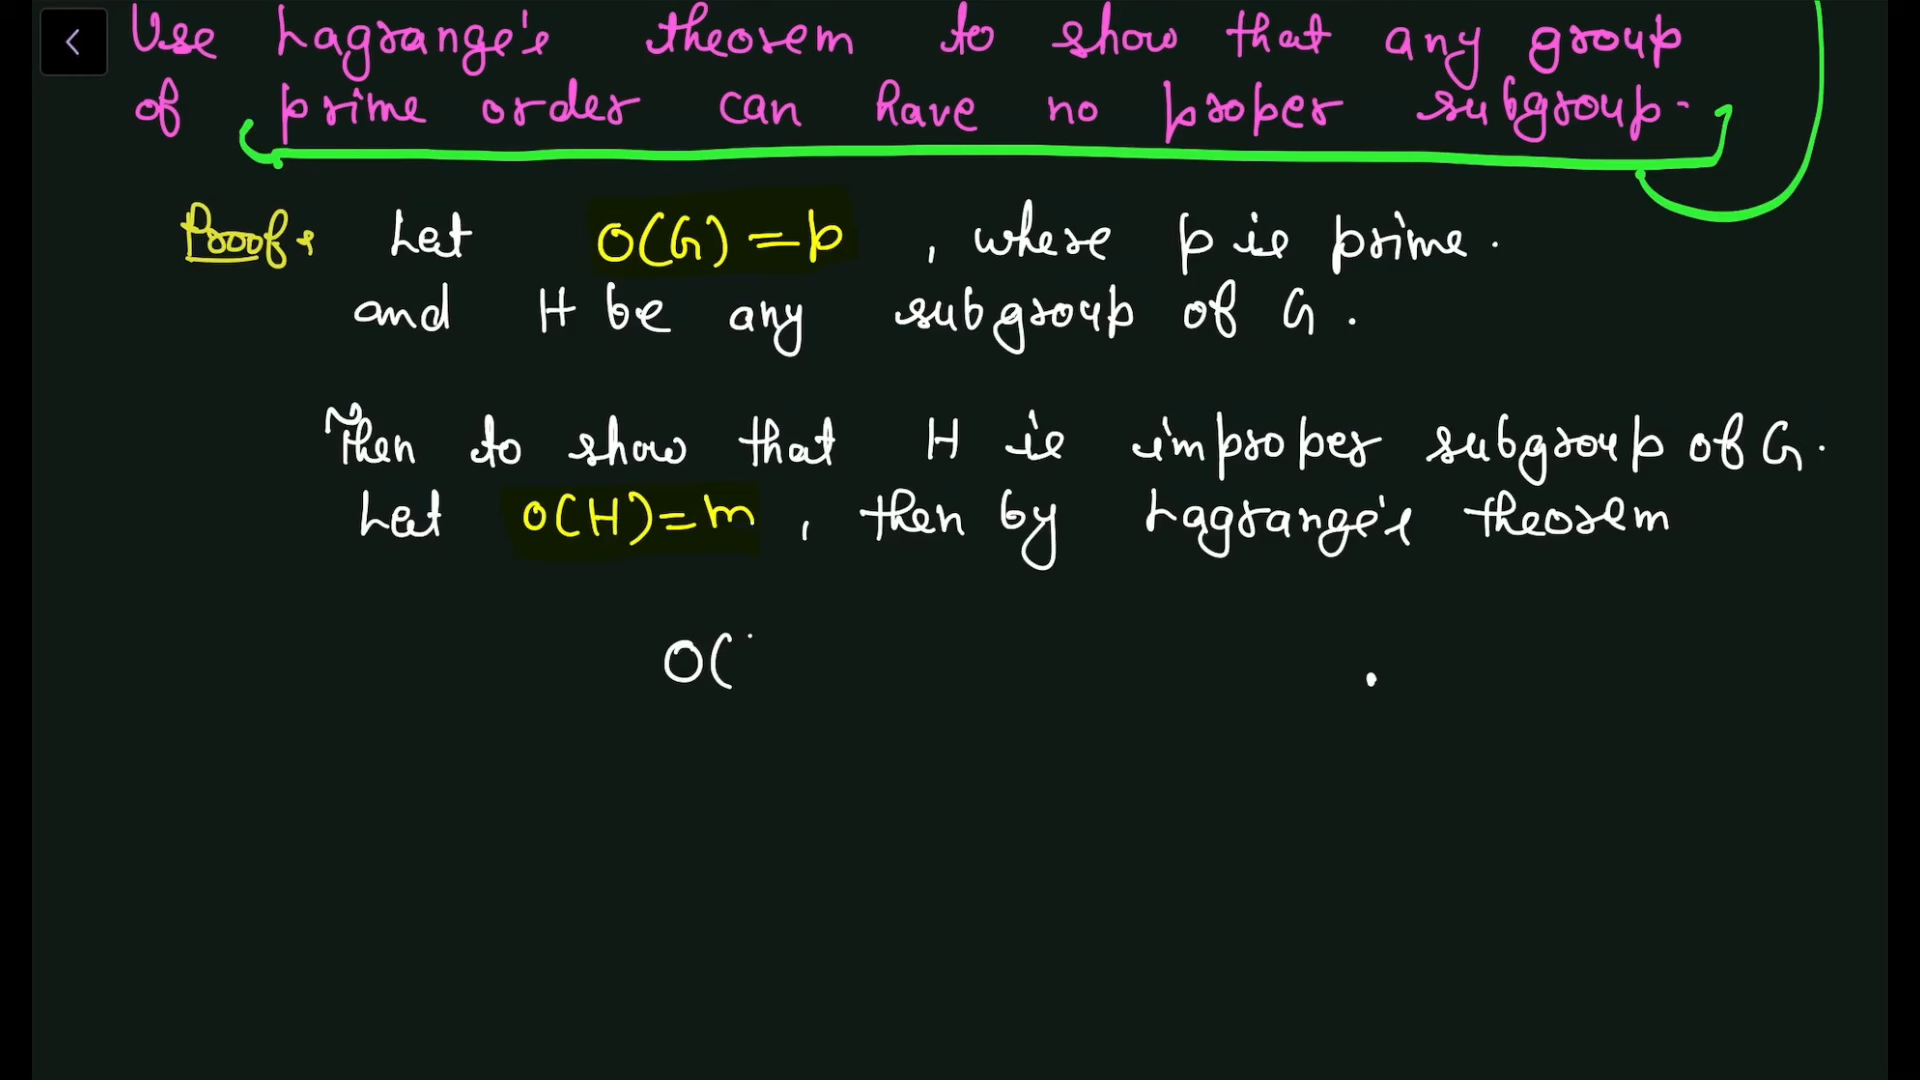 Use Lagrange's theorem to show that any group
of prime order can have no proper subgroup.
Proof: Let O(G) = p , where p is prime.
and H be any subgroup of G.
Then to show that H is improper subgroup of G.
Let O(H) = m , then by Lagrange's theorem
O(